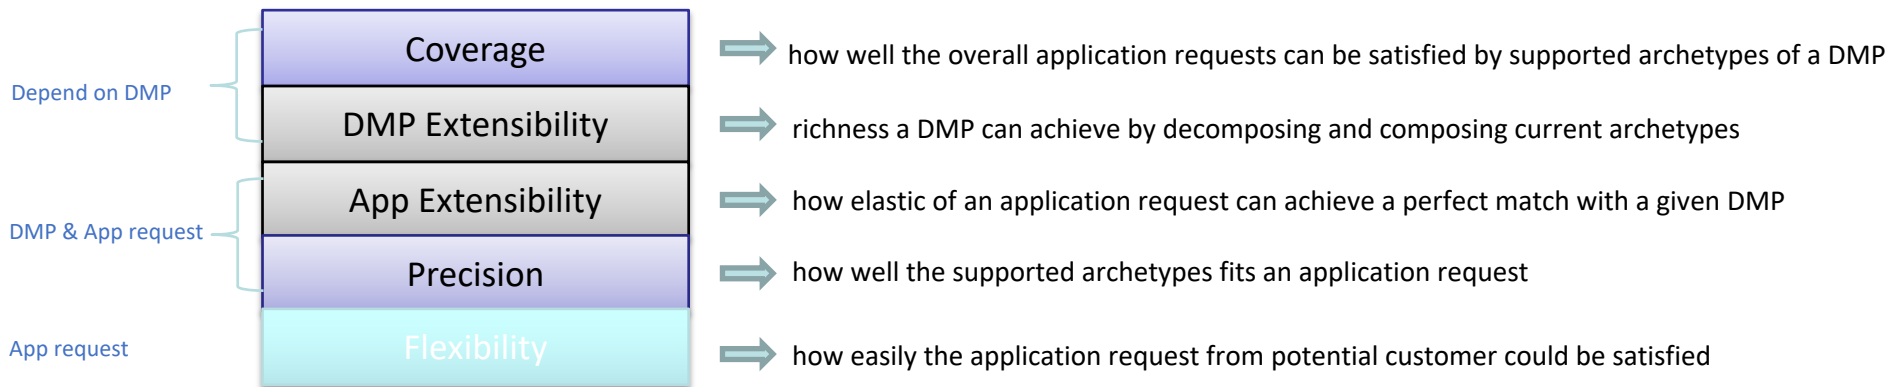 Coverage
how well the overall application requests can be satisfied by supported archetypes of a DMP
Depend on DMP
DMP Extensibility
richness a DMP can achieve by decomposing and composing current archetypes
App Extensibility
how elastic of an application request can achieve a perfect match with a given DMP
DMP & App request
Precision
how well the supported archetypes fits an application request
App request
Flexibility
how easily the application request from potential customer could be satisfied